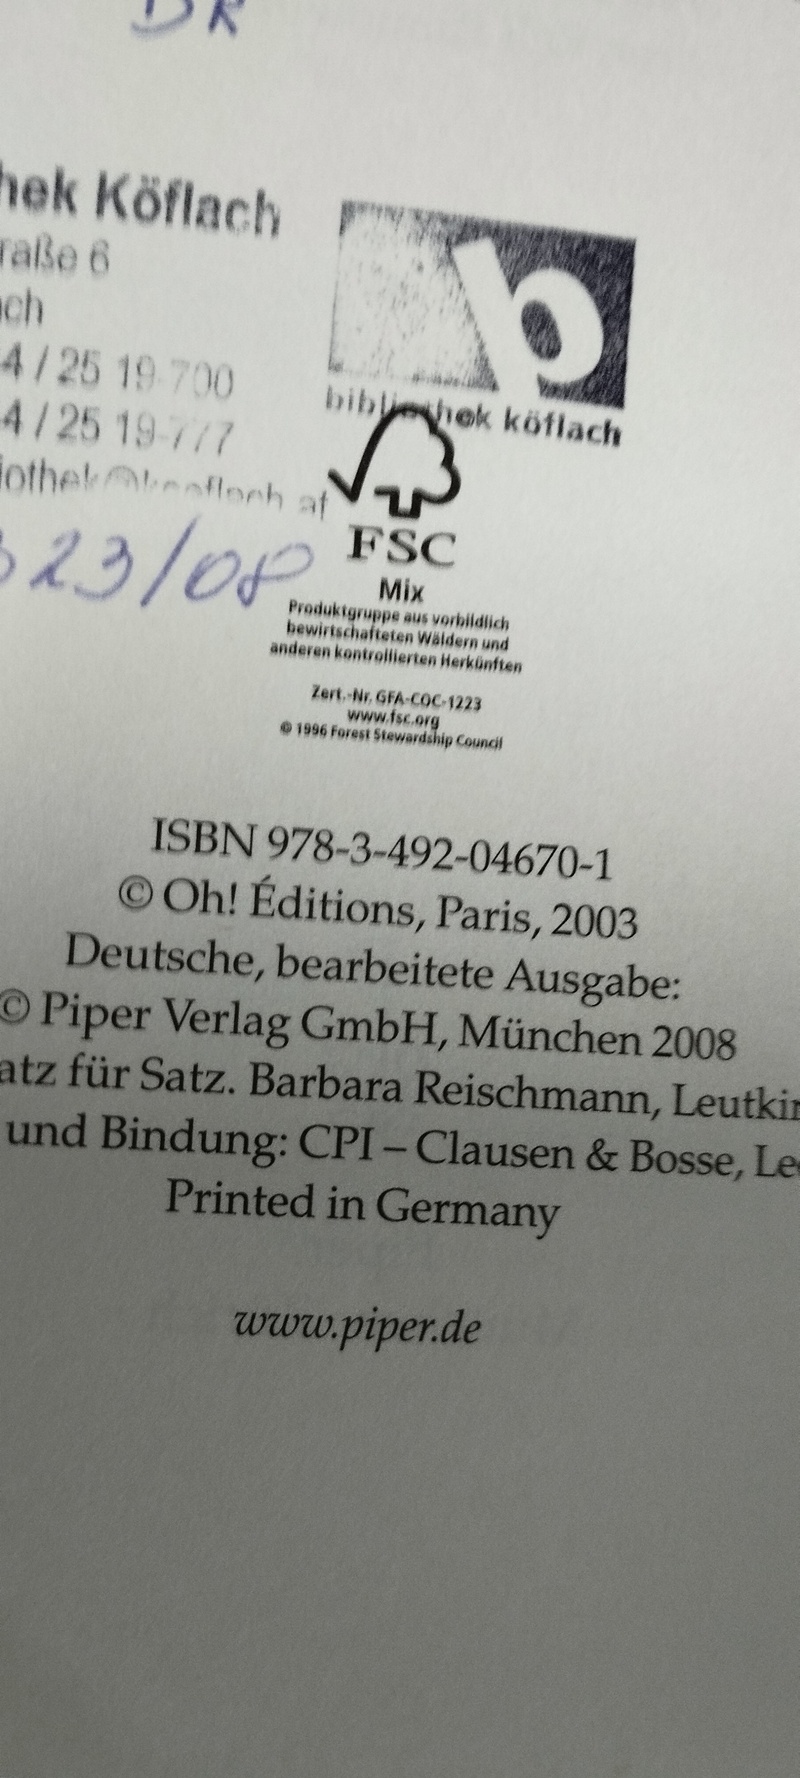 DR
hek Köflach
raße 6
ch
4 / 25 19-700
4 / 25 19-777
bibliothek köflach
23/08
FSC
Mix
Produktgruppe aus vorbildlich
bewirtschafteten Wäldern und
anderen kontrollierten Herkünften
Zert.-Nr. GFA-COC-1223
www.fsc.org
© 1996 Forest Stewardship Council
ISBN 978-3-492-04670-1
© Oh! Éditions, Paris, 2003
Deutsche, bearbeitete Ausgabe:
© Piper Verlag GmbH, München 2008
atz für Satz. Barbara Reischmann, Leutkir
und Bindung: CPI – Clausen & Bosse, Le
Printed in Germany
www.piper.de